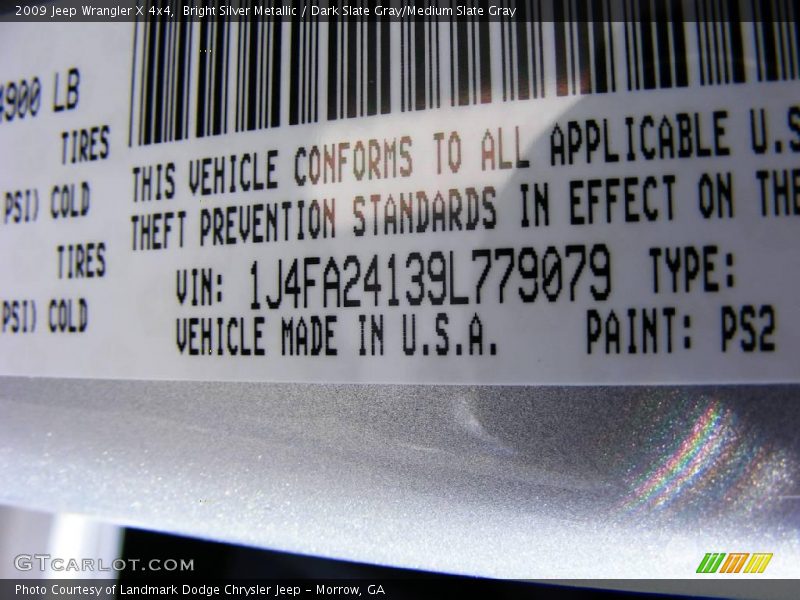 2009 Jeep Wrangler X 4x4,  Bright Silver Metallic / Dark Slate Gray/Medium Slate Gray
4900 LB
TIRES
PSI) COLD
TIRES
PSI) COLD
THIS VEHICLE CONFORMS TO ALL APPLICABLE U.S
THEFT PREVENTION STANDARDS IN EFFECT ON THE
VIN: 1J4FA24139L779079 TYPE:
VEHICLE MADE IN U.S.A. PAINT: PS2
GTCARLOT.COM
Photo Courtesy of Landmark Dodge Chrysler Jeep - Morrow, GA